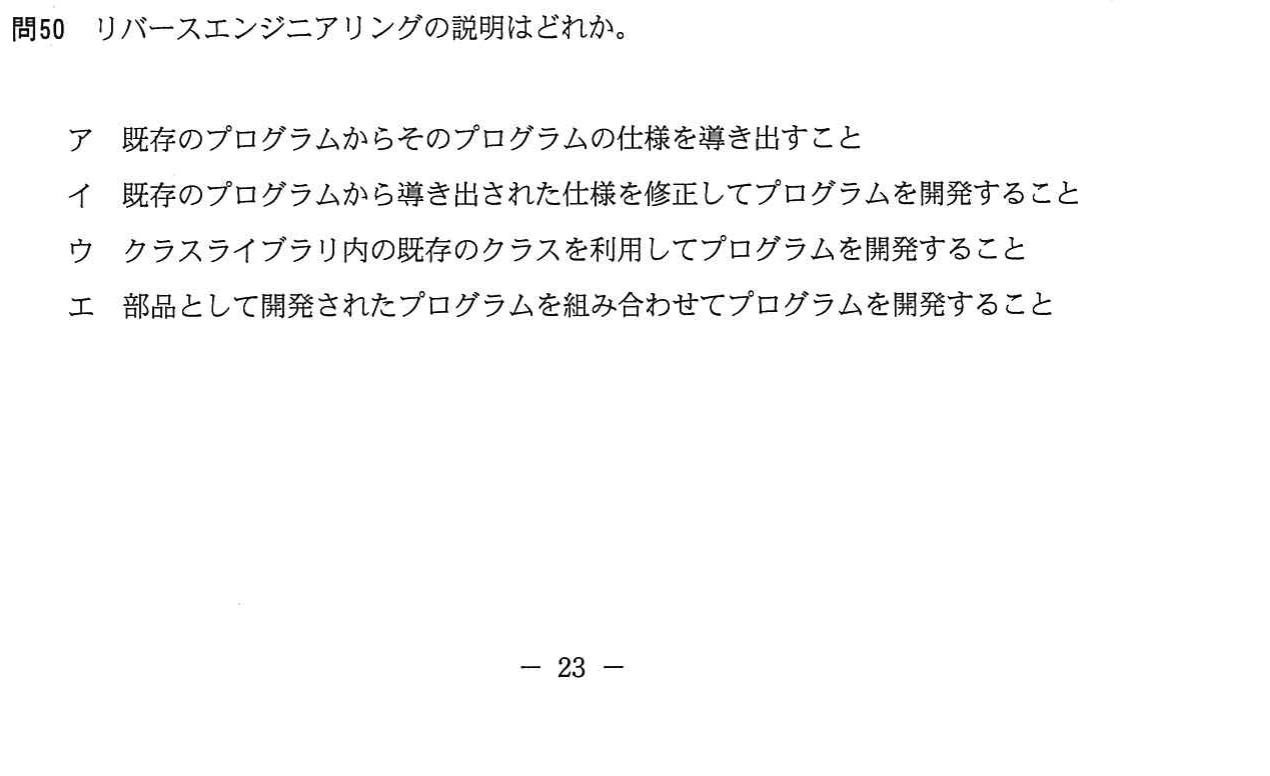 問50 リバースエンジニアリングの説明はどれか。
ア 既存のプログラムからそのプログラムの仕様を導き出すこと
イ 既存のプログラムから導き出された仕様を修正してプログラムを開発すること
ウ クラスライブラリ内の既存のクラスを利用してプログラムを開発すること
エ 部品として開発されたプログラムを組み合わせてプログラムを開発すること
－ 23 －